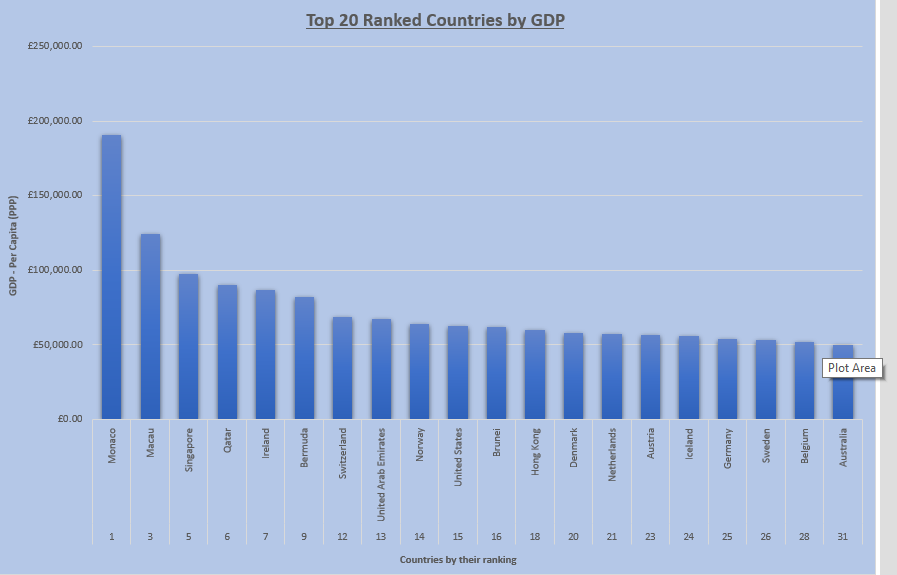 Top 20 Ranked Countries by GDP
£250,000.00
£200,000.00
£150,000.00
£100,000.00
£50,000.00
£0.00
GDP - Per Capita (PPP)
Plot Area
Monaco
Macau
Singapore
Qatar
Ireland
Bermuda
Switzerland
United Arab Emirates
Norway
United States
Brunei
Hong Kong
Denmark
Netherlands
Austria
Iceland
Germany
Sweden
Belgium
Australia
1 3 5 6 7 9 12 13 14 15 16 18 20 21 23 24 25 26 28 31
Countries by their ranking